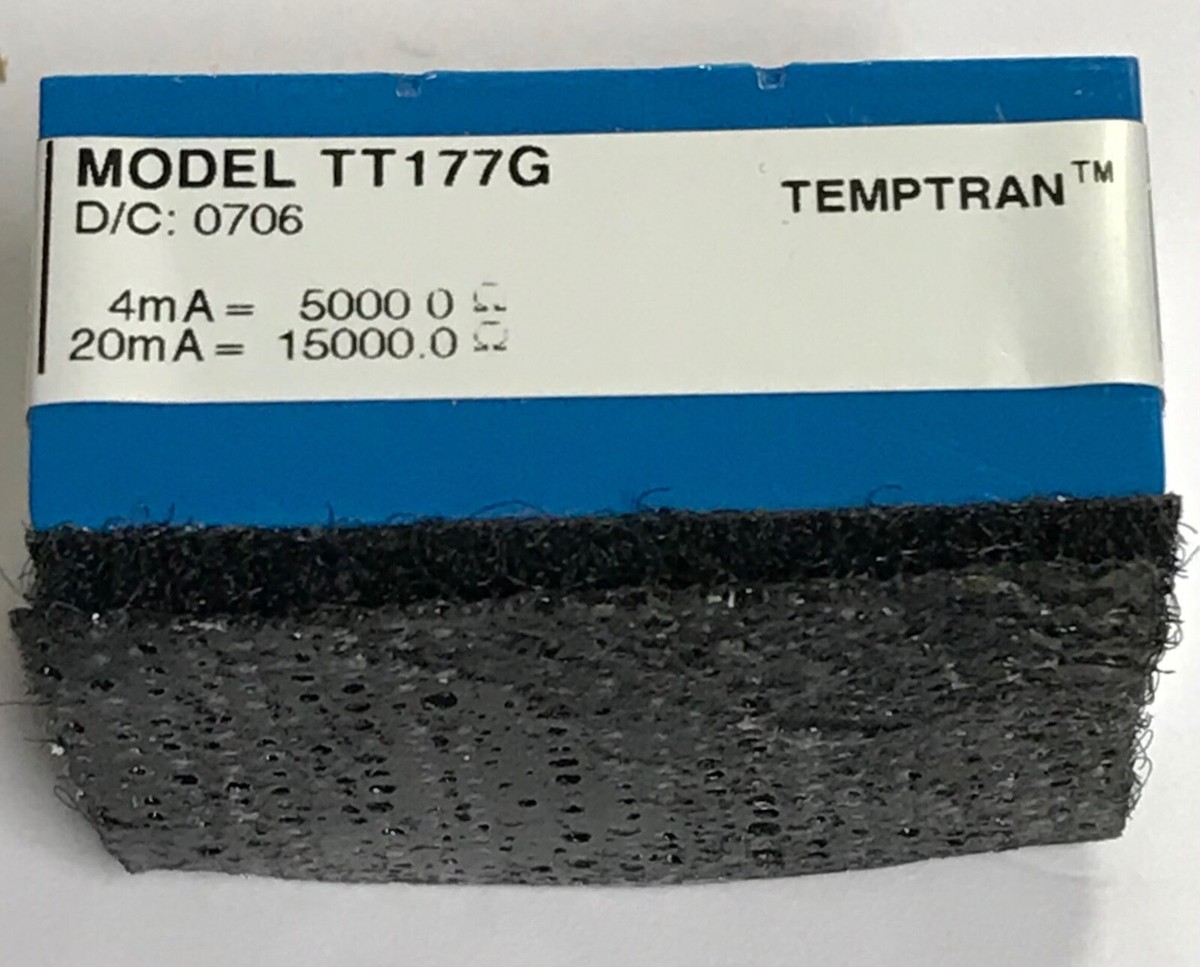 MODEL TT177G
TEMPTRAN™
D/C: 0706
4mA = 5000 0 Ω
20mA = 15000.0 Ω